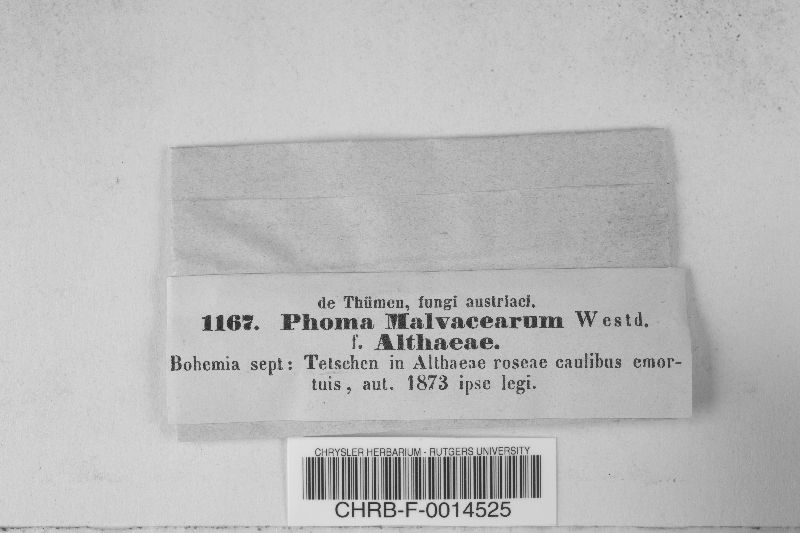 de Thümen, fungi austriaci.
1167. Phoma Malvacearum Westd.
f. Althaeae.
Bohemia sept: Tetschen in Althaeae roseae caulibus emor-
tuis, aut. 1873 ipse legi.
CHRYSLER HERBARIUM - RUTGERS UNIVERSITY
CHRB-F-0014525